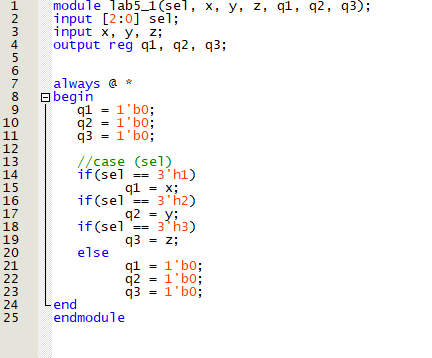 1 module lab5_1(sel, x, y, z, q1, q2, q3);
2 input [2:0] sel;
3 input x, y, z;
4 output reg q1, q2, q3;
5
6
7 always @ *
8 begin
9 q1 = 1'b0;
10 q2 = 1'b0;
11 q3 = 1'b0;
12
13 //case (sel)
14 if(sel == 3'h1)
15 q1 = x;
16 if(sel == 3'h2)
17 q2 = y;
18 if(sel == 3'h3)
19 q3 = z;
20 else
21 q1 = 1'b0;
22 q2 = 1'b0;
23 q3 = 1'b0;
24 end
25 endmodule